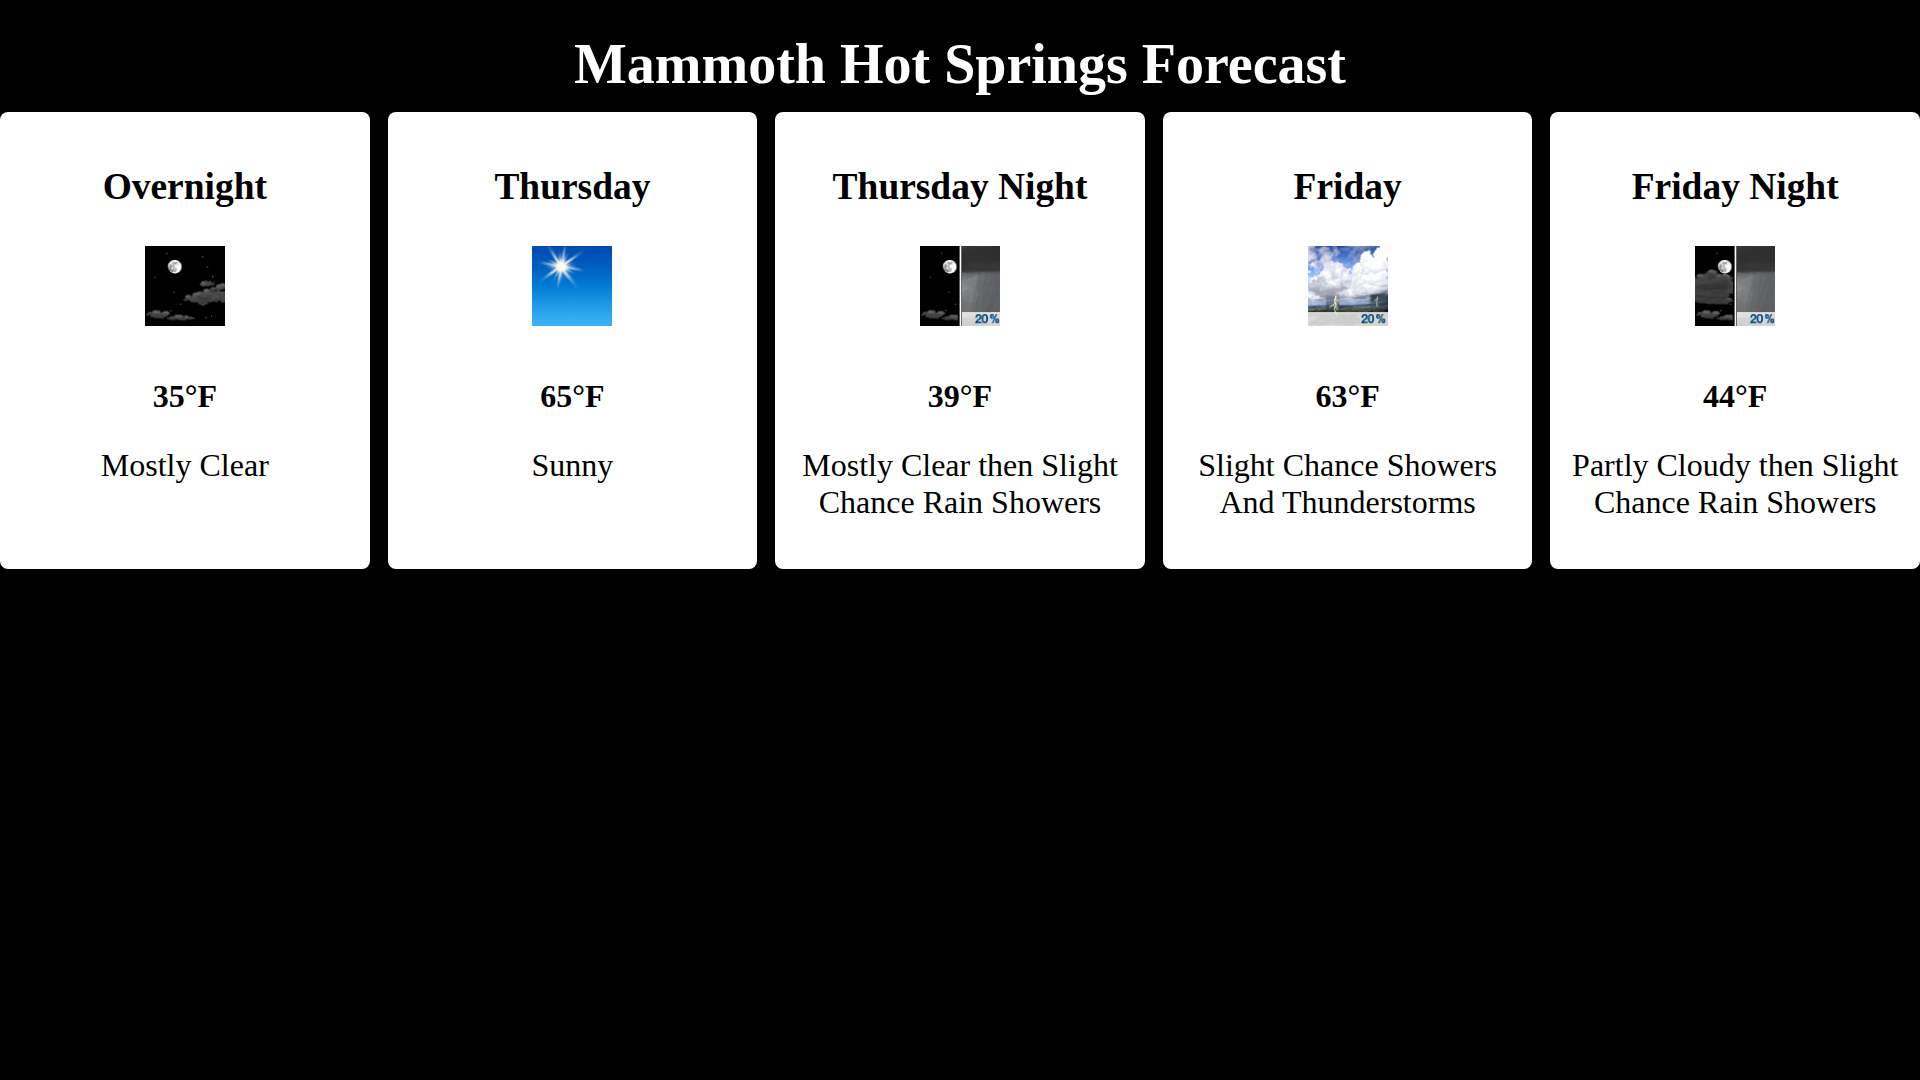 Mammoth Hot Springs Forecast
Overnight
35°F
Mostly Clear
Thursday
65°F
Sunny
Thursday Night
20%
39°F
Mostly Clear then Slight
Chance Rain Showers
Friday
20%
63°F
Slight Chance Showers
And Thunderstorms
Friday Night
20%
44°F
Partly Cloudy then Slight
Chance Rain Showers